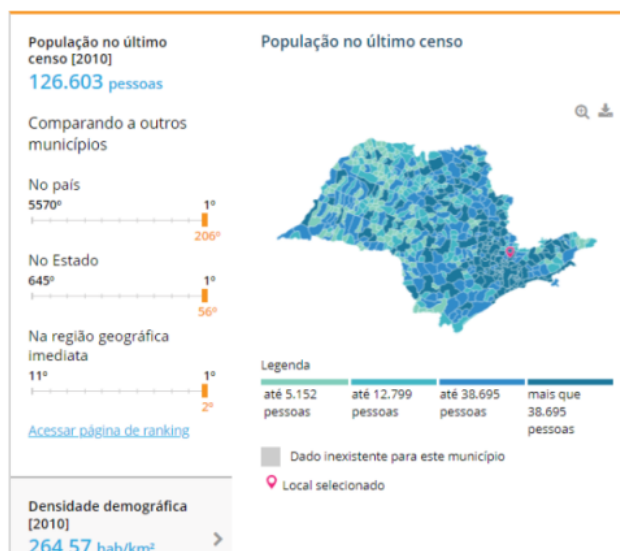 População no último
censo [2010]
126.603 pessoas
Comparando a outros
municípios
No país
5570º 1º
206º
No Estado
645º 1º
56º
Na região geográfica
imediata
11º 1º
2º
Acessar página de ranking
Densidade demográfica
[2010]
264,57 hab/km²
População no último censo
Legenda
até 5.152
pessoas
até 12.799
pessoas
até 38.695
pessoas
mais que
38.695
pessoas
Dado inexistente para este município
Local selecionado